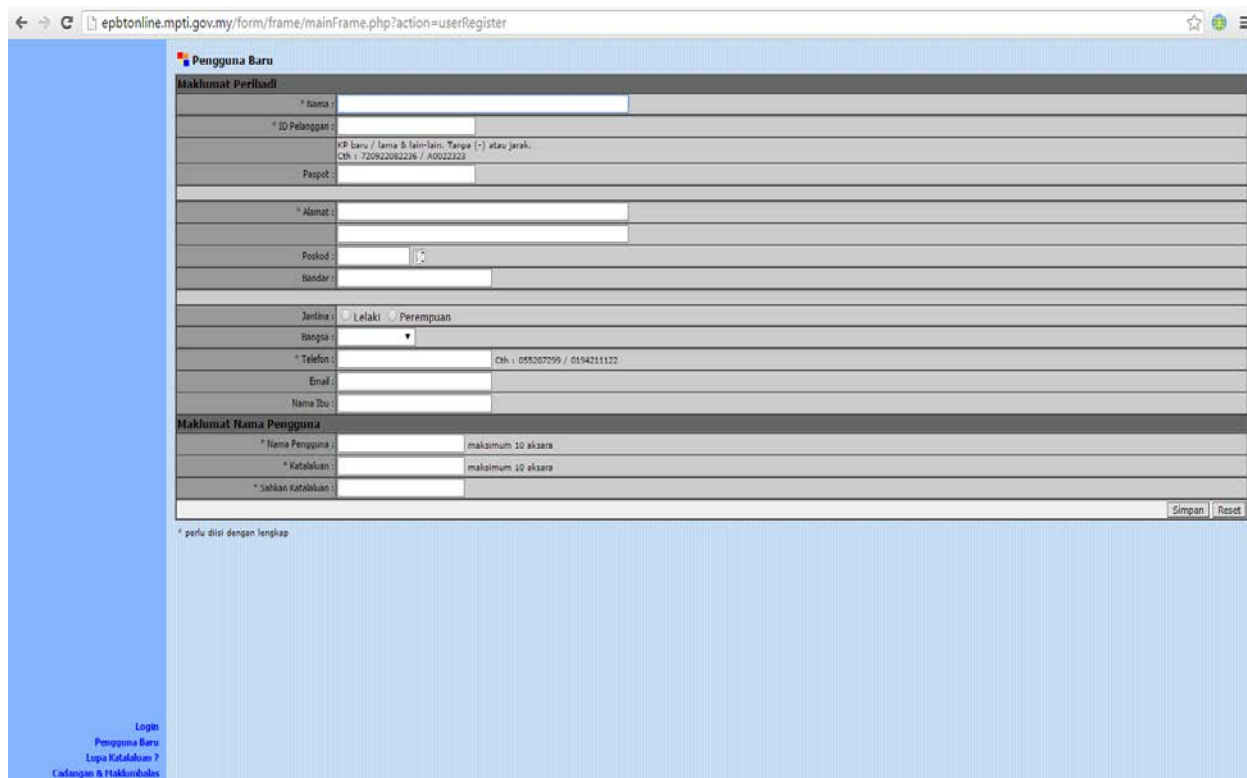 epbtonline.mpti.gov.my/form/frame/mainFrame.php?action=userRegister
Pengguna Baru
Maklumat Peribadi
* Nama :
* ID Pelanggan :
KP baru / lama & lain-lain. Tanpa (-) atau jarak.
Cth : 720922082236 / A0022323
Paspot :
* Alamat :
Poskod :
Bandar :
Jantina : Lelaki Perempuan
Bangsa :
* Telefon : Cth : 055287299 / 0194211122
Email :
Nama Ibu :
Maklumat Nama Pengguna
* Nama Pengguna : maksimum 10 aksara
* Katalaluan : maksimum 10 aksara
* Sahkan Katalaluan :
Simpan Reset
* perlu diisi dengan lengkap
Login
Pengguna Baru
Lupa Katalaluan ?
Cadangan & Maklumbalas